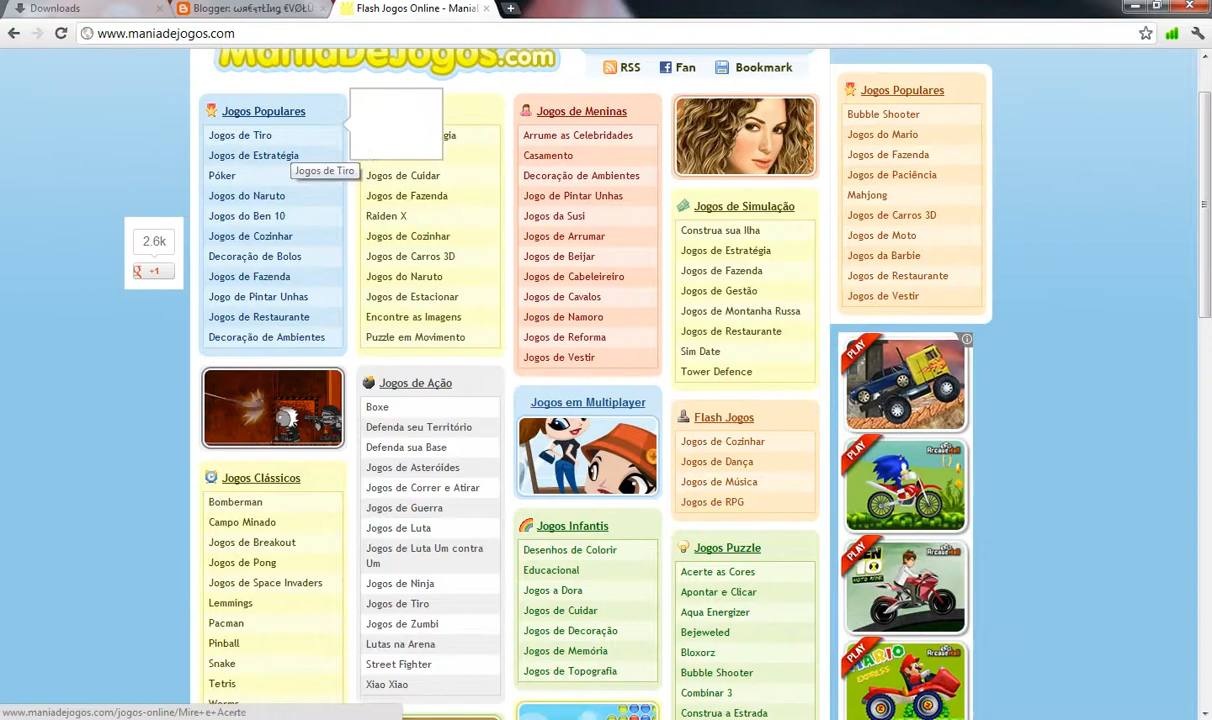 Downloads
Blogger:
Flash Jogos Online - Mania
www.maniadejogos.com
ManiaDeJogos.com
RSS
Fan
Bookmark
Jogos Populares
Jogos de Tiro
Jogos de Estratégia
Póker
Jogos do Naruto
Jogos do Ben 10
Jogos de Cozinhar
Decoração de Bolos
Jogos de Fazenda
Jogo de Pintar Unhas
Jogos de Restaurante
Decoração de Ambientes
Jogos de Tiro
2.6k
+1
gia
Jogos de Cuidar
Jogos de Fazenda
Raiden X
Jogos de Cozinhar
Jogos de Carros 3D
Jogos do Naruto
Jogos de Estacionar
Encontre as Imagens
Puzzle em Movimento
Jogos de Meninas
Arrume as Celebridades
Casamento
Decoração de Ambientes
Jogo de Pintar Unhas
Jogos da Susi
Jogos de Arrumar
Jogos de Beijar
Jogos de Cabeleireiro
Jogos de Cavalos
Jogos de Namoro
Jogos de Reforma
Jogos de Vestir
Jogos de Simulação
Construa sua Ilha
Jogos de Estratégia
Jogos de Fazenda
Jogos de Gestão
Jogos de Montanha Russa
Jogos de Restaurante
Sim Date
Tower Defence
Jogos Populares
Bubble Shooter
Jogos do Mario
Jogos de Fazenda
Jogos de Paciência
Mahjong
Jogos de Carros 3D
Jogos de Moto
Jogos da Barbie
Jogos de Restaurante
Jogos de Vestir
Jogos Clássicos
Bomberman
Campo Minado
Jogos de Breakout
Jogos de Pong
Jogos de Space Invaders
Lemmings
Pacman
Pinball
Snake
Tetris
Worms
Jogos de Ação
Boxe
Defenda seu Território
Defenda sua Base
Jogos de Asteróides
Jogos de Correr e Atirar
Jogos de Guerra
Jogos de Luta
Jogos de Luta Um contra
Um
Jogos de Ninja
Jogos de Tiro
Jogos de Zumbi
Lutas na Arena
Street Fighter
Xiao Xiao
Jogos em Multiplayer
Jogos Infantis
Desenhos de Colorir
Educacional
Jogos a Dora
Jogos de Cuidar
Jogos de Decoração
Jogos de Memória
Jogos de Topografia
Flash Jogos
Jogos de Cozinhar
Jogos de Dança
Jogos de Música
Jogos de RPG
Jogos Puzzle
Acerte as Cores
Apontar e Clicar
Aqua Energizer
Bejeweled
Bloxorz
Bubble Shooter
Combinar 3
Construa a Estrada
PLAY
PLAY
ArcadeHall
PLAY
BEN 10
ArcadeHall
PLAY
MARIO
EXPRESS
ArcadeHall
www.maniadejogos.com/jogos-online/Mire+e+Acerte